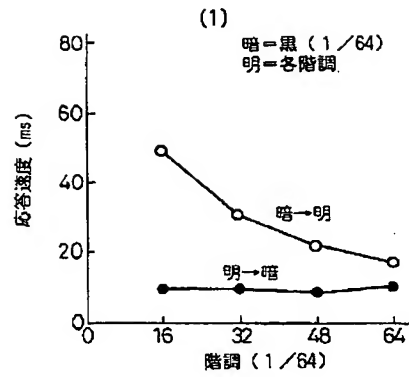 (1)
暗=黒 (1/64)
明=各階調
80
60
40
20
0
応答速度 (ms)
暗→明
明→暗
0 16 32 48 64
階調 (1/64)